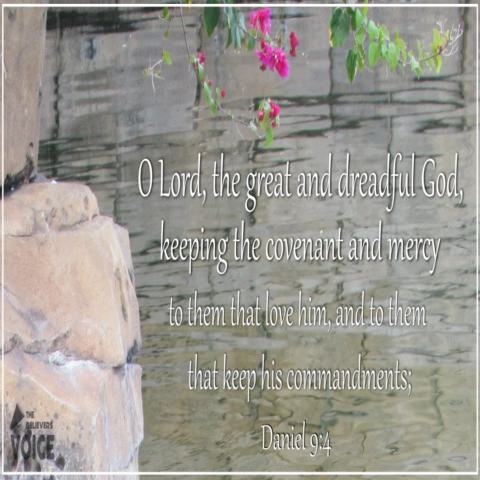 O Lord, the great and dreadful God,
keeping the covenant and mercy
to them that love him, and to them
that keep his commandments;
Daniel 9:4
THE
BELIEVERS'
VOICE